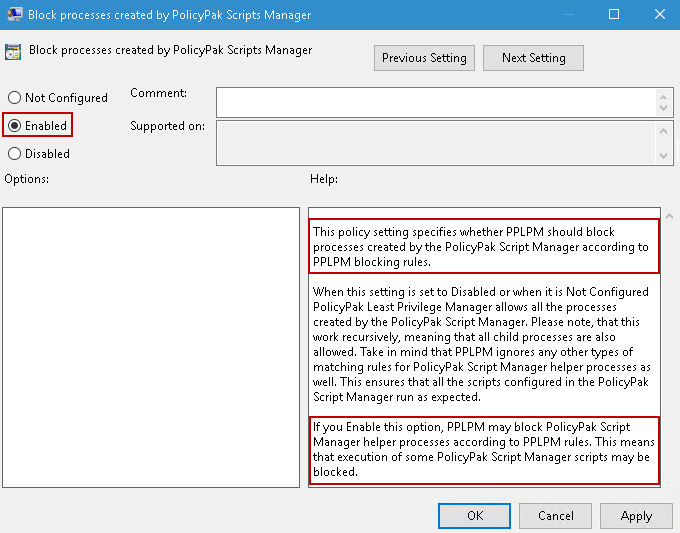 Block processes created by PolicyPak Scripts Manager
Block processes created by PolicyPak Scripts Manager
Previous Setting
Next Setting
Not Configured
Comment:
Enabled
Supported on:
Disabled
Options:
Help:
This policy setting specifies whether PPLPM should block
processes created by the PolicyPak Script Manager according to
PPLPM blocking rules.
When this setting is set to Disabled or when it is Not Configured
PolicyPak Least Privilege Manager allows all the processes
created by the PolicyPak Script Manager. Please note, that this
work recursively, meaning that all child processes are also
allowed. Take in mind that PPLPM ignores any other types of
matching rules for PolicyPak Script Manager helper processes as
well. This ensures that all the scripts configured in the PolicyPak
Script Manager run as expected.
If you Enable this option, PPLPM may block PolicyPak Script
Manager helper processes according to PPLPM rules. This means
that execution of some PolicyPak Script Manager scripts may be
blocked.
OK
Cancel
Apply